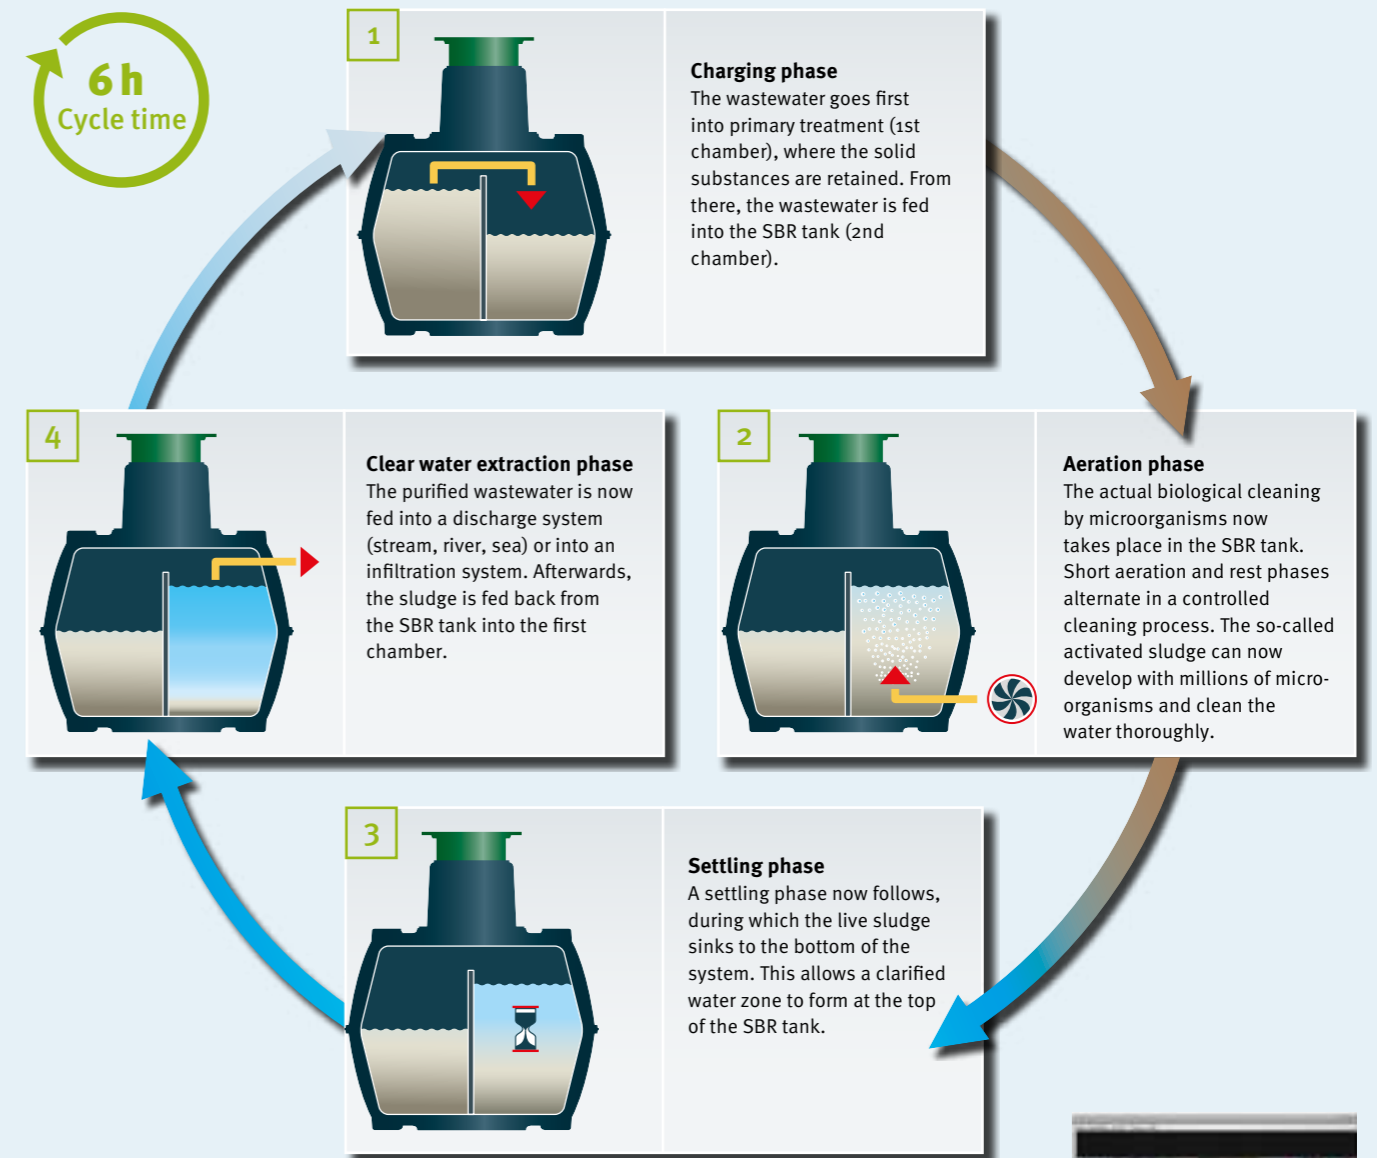 6 h
Cycle time
1
Charging phase
The wastewater goes first
into primary treatment (1st
chamber), where the solid
substances are retained. From
there, the wastewater is fed
into the SBR tank (2nd
chamber).
2
Aeration phase
The actual biological cleaning
by microorganisms now
takes place in the SBR tank.
Short aeration and rest phases
alternate in a controlled
cleaning process. The so-called
activated sludge can now
develop with millions of micro-
organisms and clean the
water thoroughly.
3
Settling phase
A settling phase now follows,
during which the live sludge
sinks to the bottom of the
system. This allows a clarified
water zone to form at the top
of the SBR tank.
4
Clear water extraction phase
The purified wastewater is now
fed into a discharge system
(stream, river, sea) or into an
infiltration system. Afterwards,
the sludge is fed back from
the SBR tank into the first
chamber.